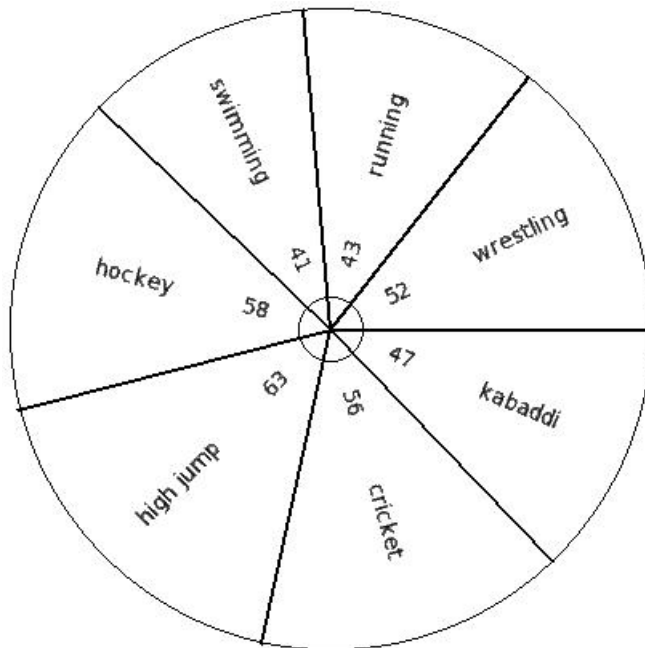 swimming
running
wrestling
hockey
41
43
52
58
47
63
56
kabaddi
high jump
cricket